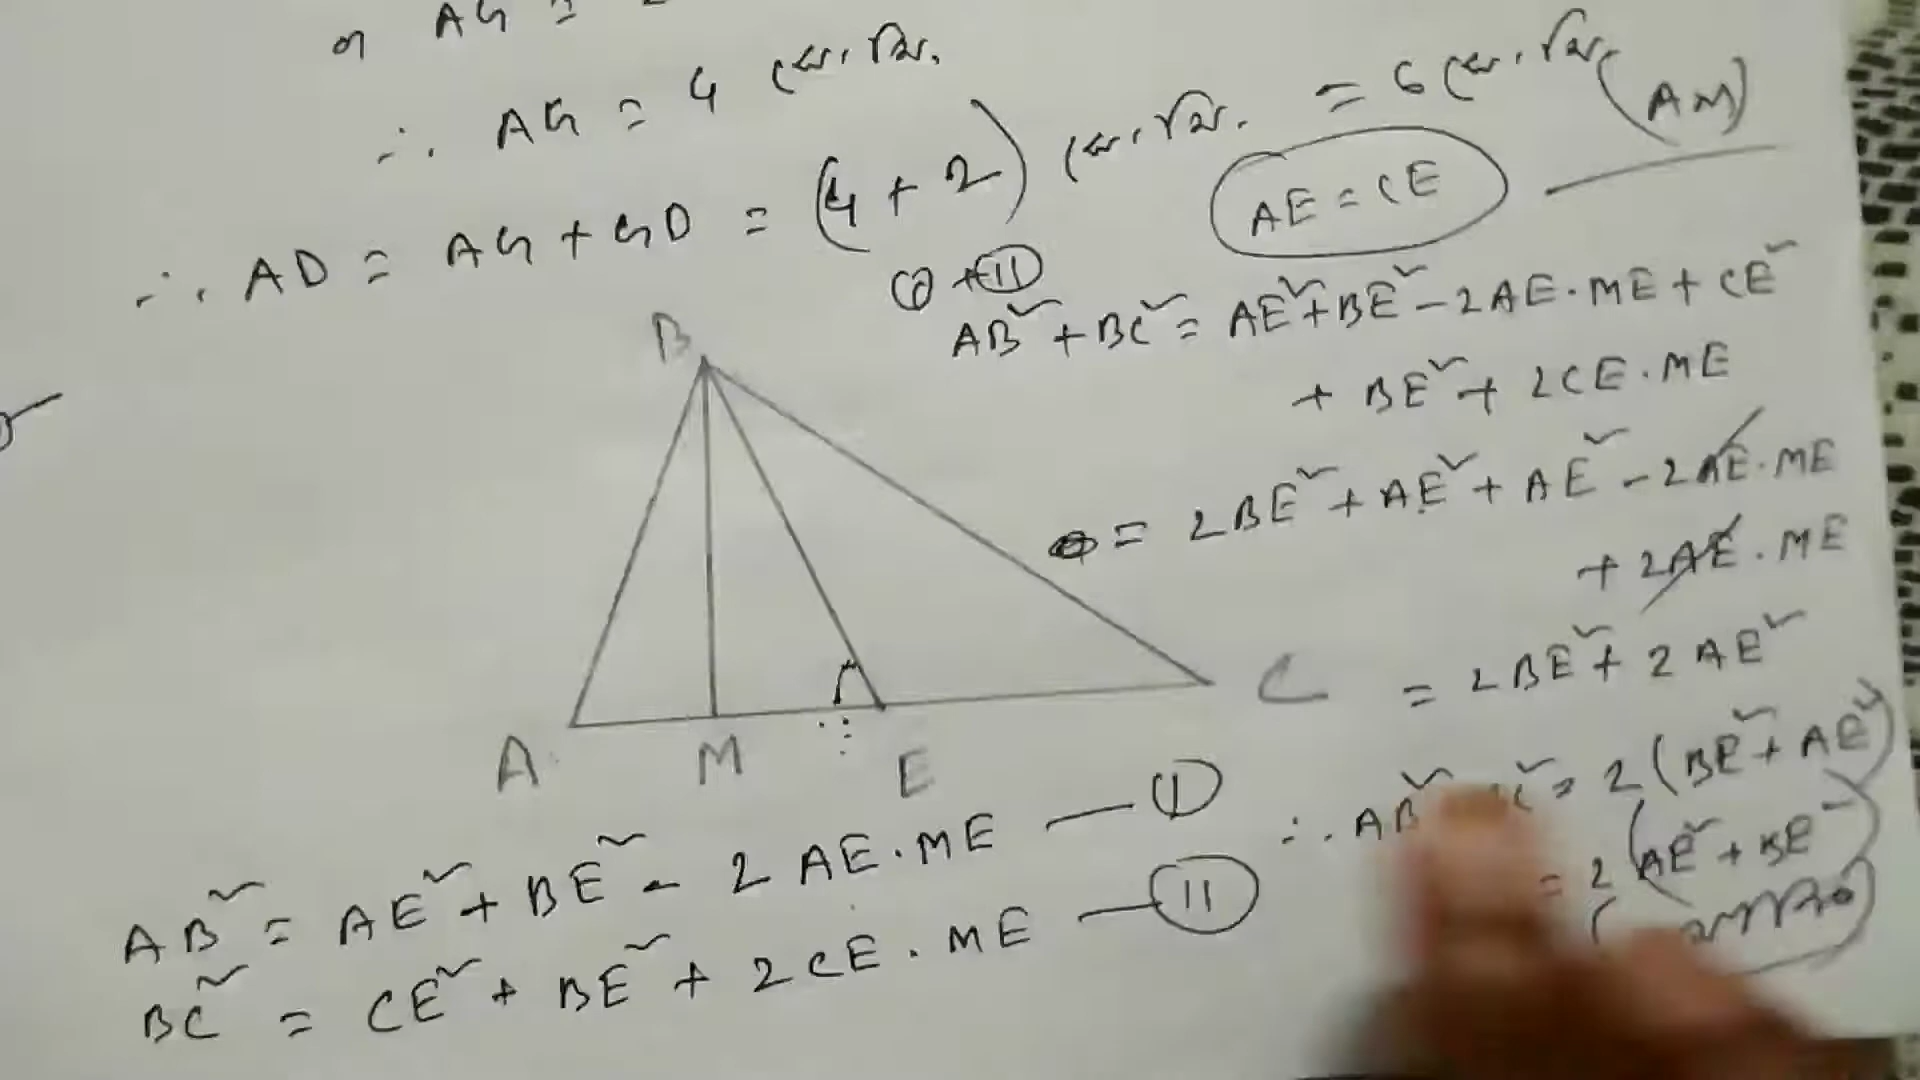 AG =
∴ AG = 4
∴ AD = AG + GD = (4 + 2) = 6
AE = CE
+ II
AB² + BC² = AE² + BE² - 2AE·ME + CE²
+ BE² + 2CE·ME
= 2BE² + AE² + AE² - 2AE·ME
+ 2AE·ME
= 2BE² + 2AE²
∴ AB² = 2(BE² + AE²)
= 2(AE² + BE²)
B
A M E C
AB² = AE² + BE² - 2AE·ME — I
BC² = CE² + BE² + 2CE·ME — II